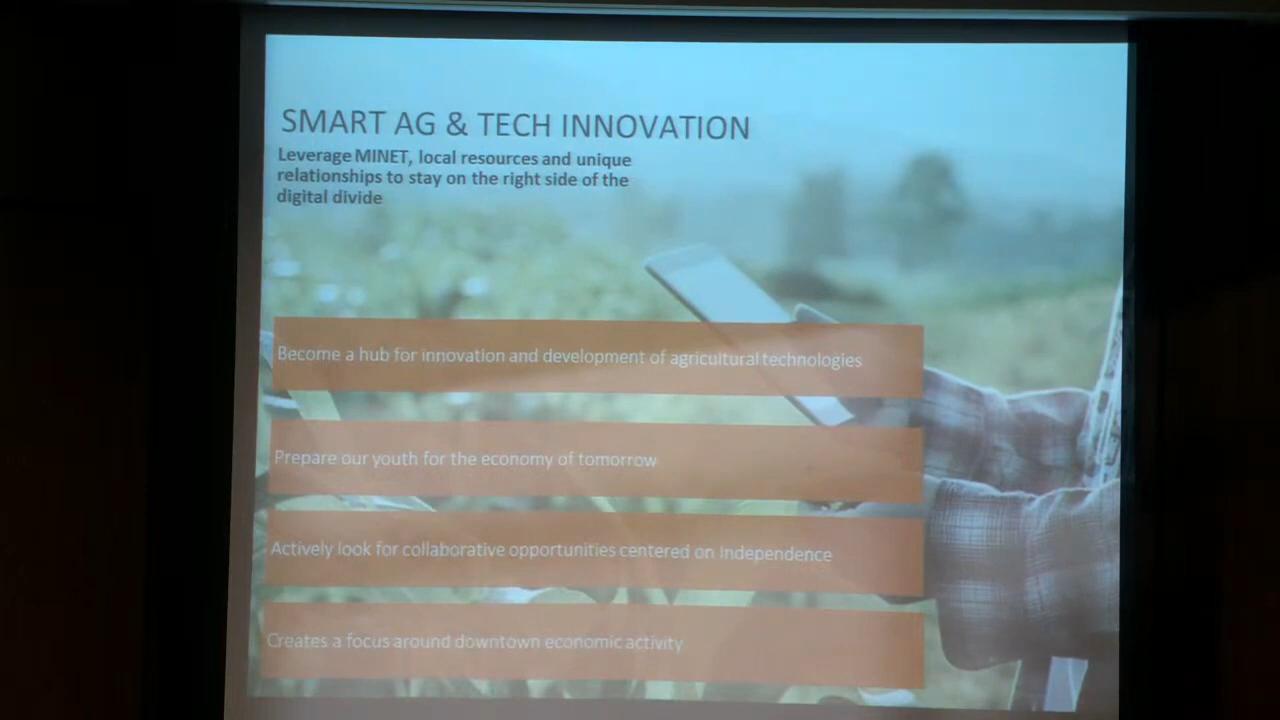 SMART AG & TECH INNOVATION
Leverage MINET, local resources and unique
relationships to stay on the right side of the
digital divide
Become a hub for innovation and development of agricultural technologies
Prepare our youth for the economy of tomorrow
Actively look for collaborative opportunities centered on Independence
Creates a focus around downtown economic activity